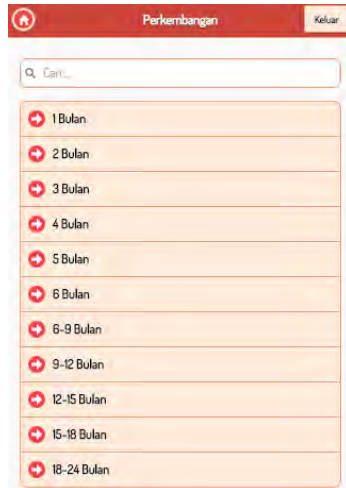 Perkembangan
Keluar
Cari...
1 Bulan
2 Bulan
3 Bulan
4 Bulan
5 Bulan
6 Bulan
6-9 Bulan
9-12 Bulan
12-15 Bulan
15-18 Bulan
18-24 Bulan